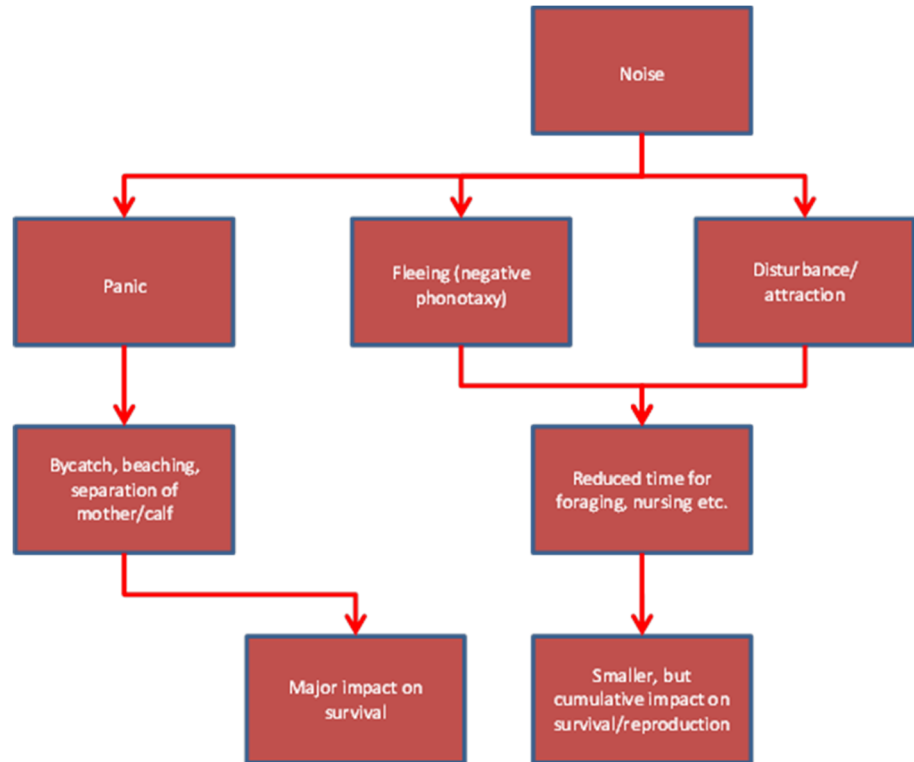 Noise
Panic
Fleeing (negative
phonotaxy)
Disturbance/
attraction
Bycatch, beaching,
separation of
mother/calf
Reduced time for
foraging, nursing etc.
Major impact on
survival
Smaller, but
cumulative impact on
survival/reproduction